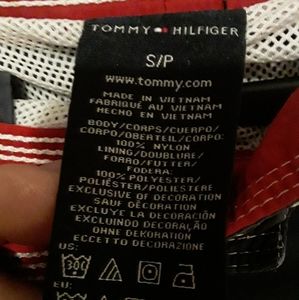 TOMMY HILFIGER
S/P
www.tommy.com
MADE IN VIETNAM
FABRIQUÉ AU VIETNAM
HECHO EN VIETNAM
BODY/CORPS/CUERPO/
CORPO/OBERTEIL/CORPO:
100% NYLON
LINING/DOUBLURE/
FORRO/FUTTER/
FODERA:
100% POLYESTER/
POLIÉSTER/POLIESTERE
EXCLUSIVE OF DECORATION
SAUF DÉCORATION
EXCLUYE LA DECORACIÓN
EXCLUINDO DECORAÇÃO
OHNE DEKORATION
ECCETTO DECORAZIONE
US:
30
EU: